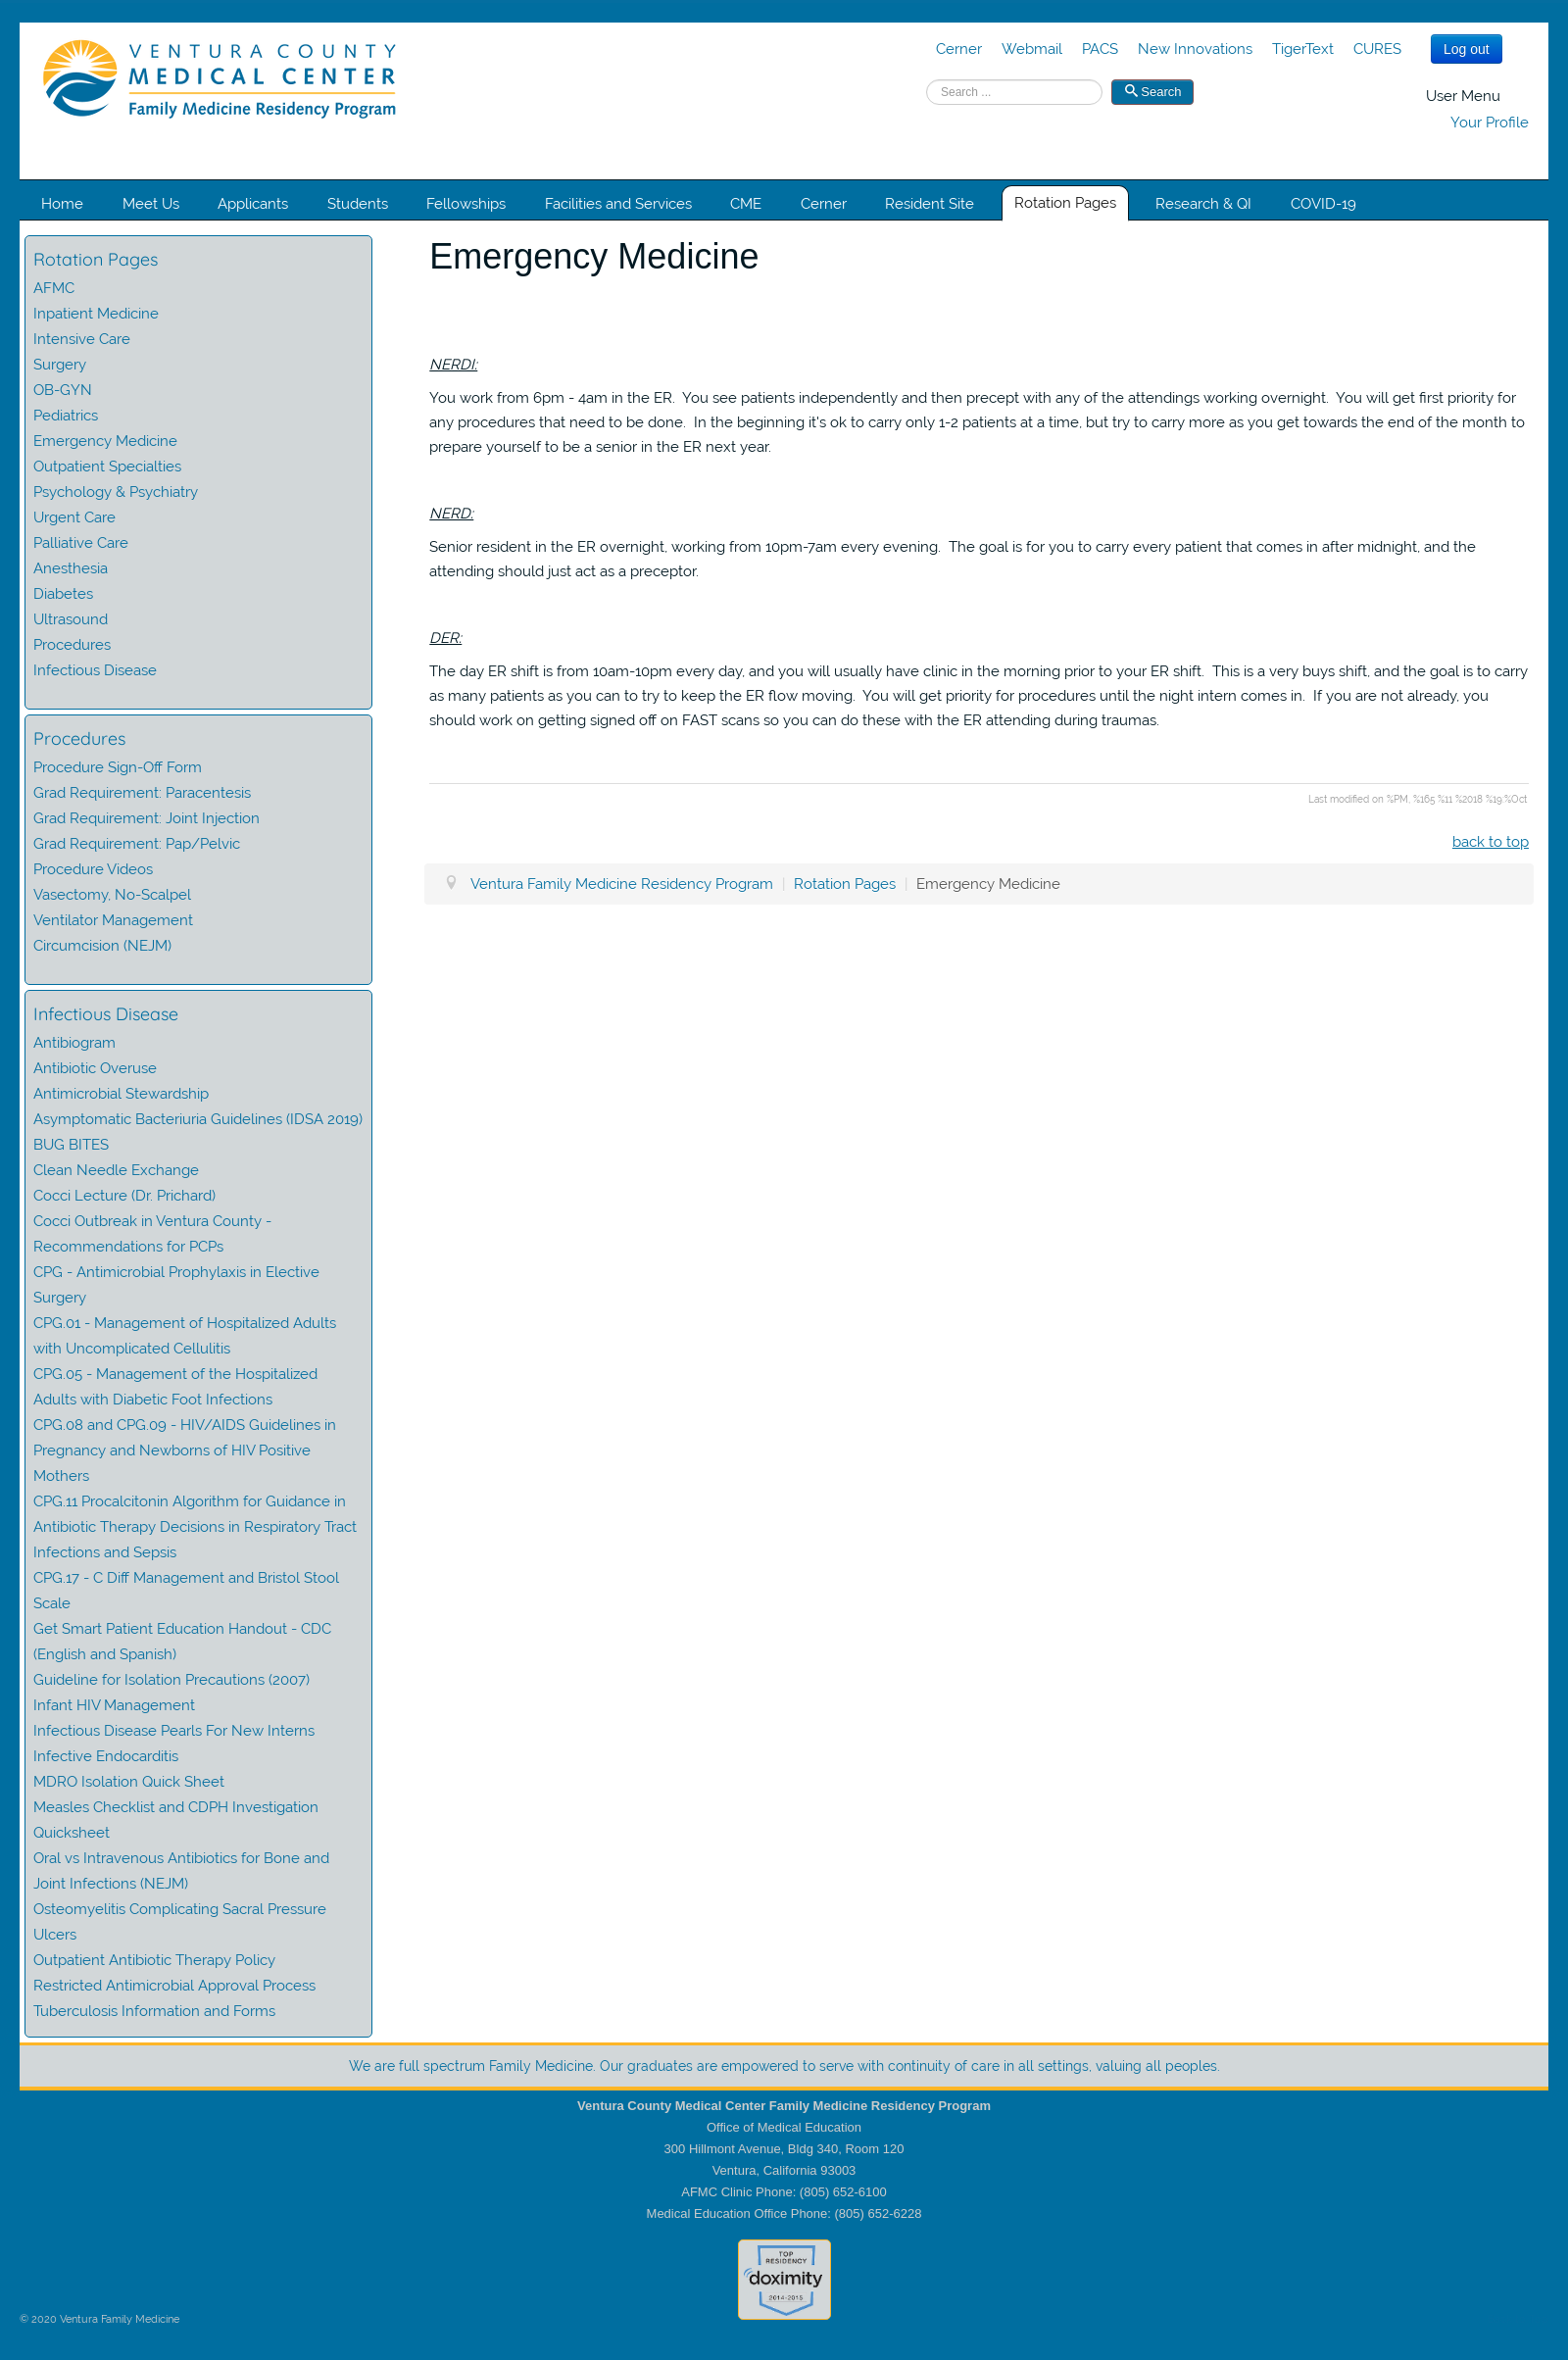 VENTURA COUNTY
MEDICAL CENTER
Family Medicine Residency Program
Cerner Webmail PACS New Innovations TigerText CURES
Log out
Search ...
Search
User Menu
Your Profile
Home Meet Us Applicants Students Fellowships Facilities and Services CME Cerner Resident Site Rotation Pages Research & QI COVID-19
Rotation Pages
AFMC
Inpatient Medicine
Intensive Care
Surgery
OB-GYN
Pediatrics
Emergency Medicine
Outpatient Specialties
Psychology & Psychiatry
Urgent Care
Palliative Care
Anesthesia
Diabetes
Ultrasound
Procedures
Infectious Disease
Procedures
Procedure Sign-Off Form
Grad Requirement: Paracentesis
Grad Requirement: Joint Injection
Grad Requirement: Pap/Pelvic
Procedure Videos
Vasectomy, No-Scalpel
Ventilator Management
Circumcision (NEJM)
Infectious Disease
Antibiogram
Antibiotic Overuse
Antimicrobial Stewardship
Asymptomatic Bacteriuria Guidelines (IDSA 2019)
BUG BITES
Clean Needle Exchange
Cocci Lecture (Dr. Prichard)
Cocci Outbreak in Ventura County -
Recommendations for PCPs
CPG - Antimicrobial Prophylaxis in Elective
Surgery
CPG.01 - Management of Hospitalized Adults
with Uncomplicated Cellulitis
CPG.05 - Management of the Hospitalized
Adults with Diabetic Foot Infections
CPG.08 and CPG.09 - HIV/AIDS Guidelines in
Pregnancy and Newborns of HIV Positive
Mothers
CPG.11 Procalcitonin Algorithm for Guidance in
Antibiotic Therapy Decisions in Respiratory Tract
Infections and Sepsis
CPG.17 - C Diff Management and Bristol Stool
Scale
Get Smart Patient Education Handout - CDC
(English and Spanish)
Guideline for Isolation Precautions (2007)
Infant HIV Management
Infectious Disease Pearls For New Interns
Infective Endocarditis
MDRO Isolation Quick Sheet
Measles Checklist and CDPH Investigation
Quicksheet
Oral vs Intravenous Antibiotics for Bone and
Joint Infections (NEJM)
Osteomyelitis Complicating Sacral Pressure
Ulcers
Outpatient Antibiotic Therapy Policy
Restricted Antimicrobial Approval Process
Tuberculosis Information and Forms
Emergency Medicine
NERDI:
You work from 6pm - 4am in the ER. You see patients independently and then precept with any of the attendings working overnight. You will get first priority for
any procedures that need to be done. In the beginning it's ok to carry only 1-2 patients at a time, but try to carry more as you get towards the end of the month to
prepare yourself to be a senior in the ER next year.
NERD:
Senior resident in the ER overnight, working from 10pm-7am every evening. The goal is for you to carry every patient that comes in after midnight, and the
attending should just act as a preceptor.
DER:
The day ER shift is from 10am-10pm every day, and you will usually have clinic in the morning prior to your ER shift. This is a very buys shift, and the goal is to carry
as many patients as you can to try to keep the ER flow moving. You will get priority for procedures until the night intern comes in. If you are not already, you
should work on getting signed off on FAST scans so you can do these with the ER attending during traumas.
Last modified on %PM, %165 %11 %2018 %19:%Oct
back to top
Ventura Family Medicine Residency Program | Rotation Pages | Emergency Medicine
We are full spectrum Family Medicine. Our graduates are empowered to serve with continuity of care in all settings, valuing all peoples.
Ventura County Medical Center Family Medicine Residency Program
Office of Medical Education
300 Hillmont Avenue, Bldg 340, Room 120
Ventura, California 93003
AFMC Clinic Phone: (805) 652-6100
Medical Education Office Phone: (805) 652-6228
TOP
RESIDENCY
doximity
2014-2015
© 2020 Ventura Family Medicine